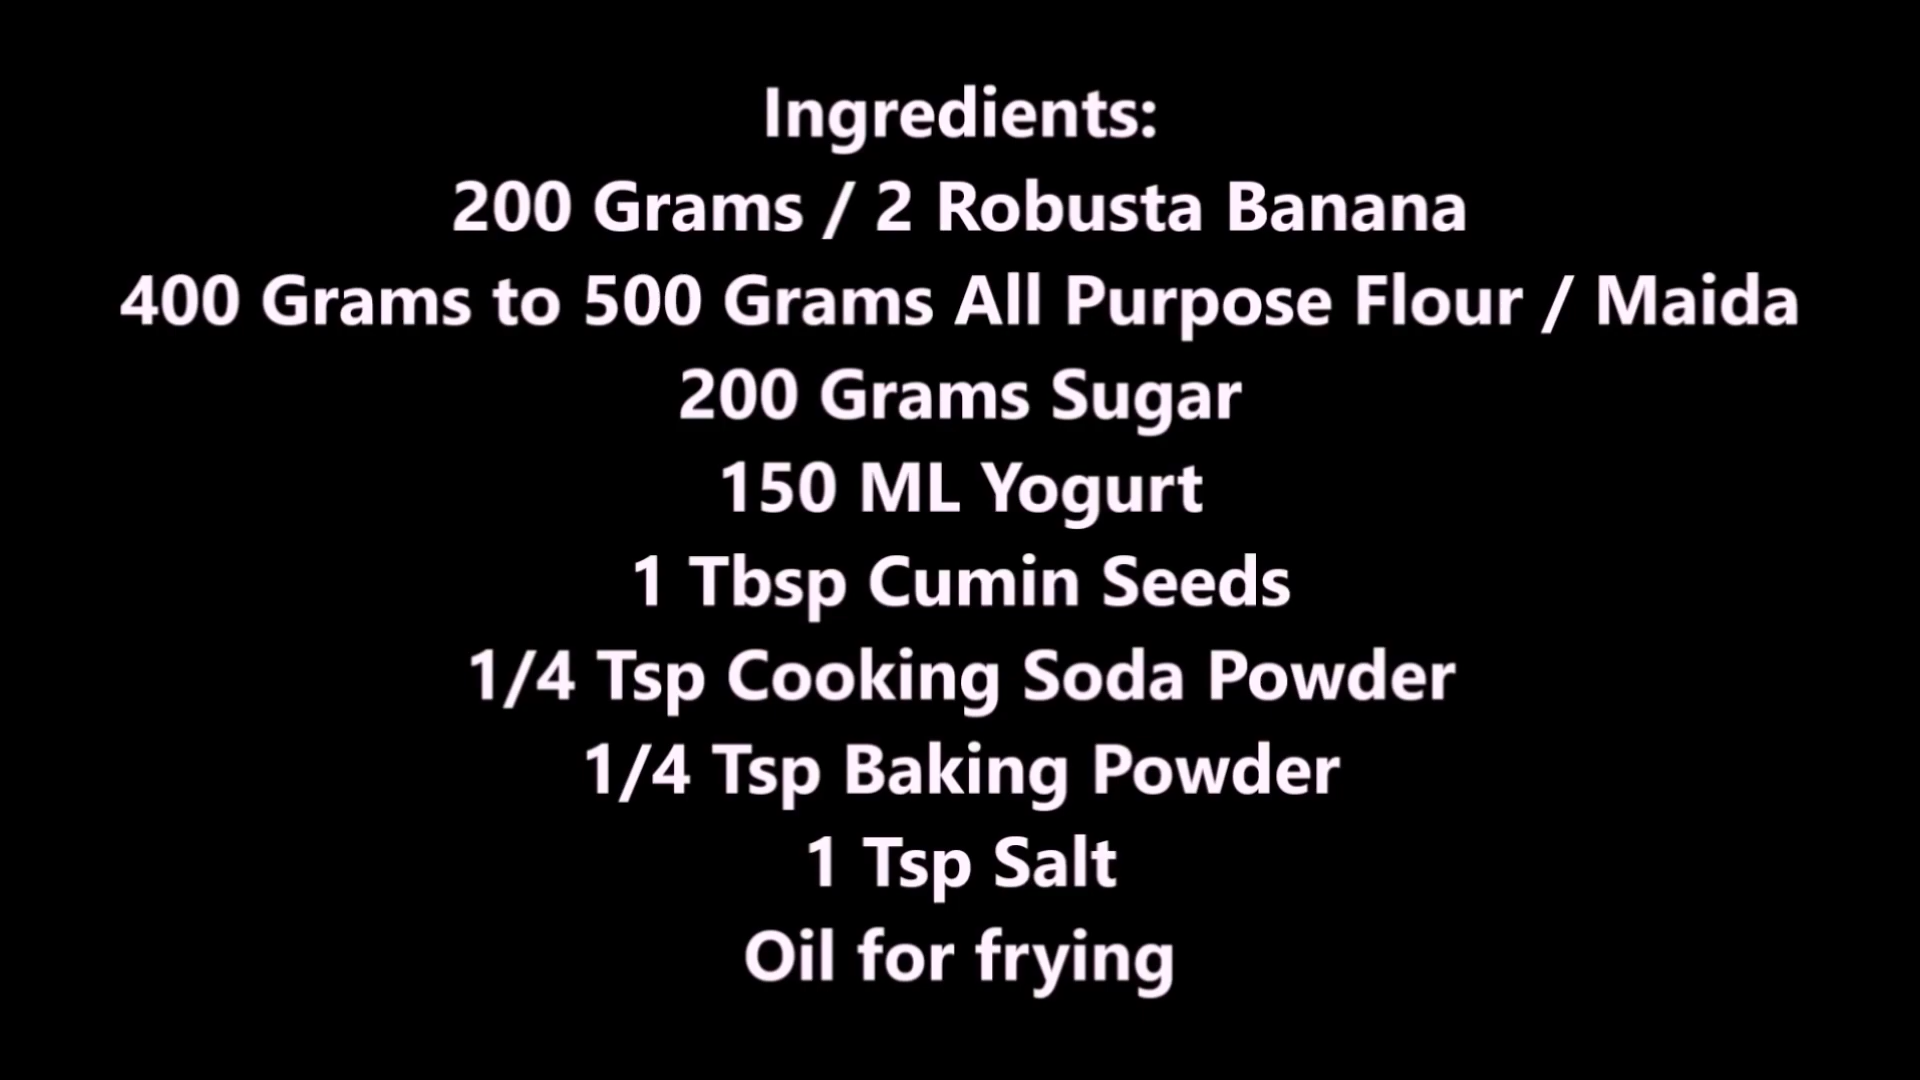 Ingredients:
200 Grams / 2 Robusta Banana
400 Grams to 500 Grams All Purpose Flour / Maida
200 Grams Sugar
150 ML Yogurt
1 Tbsp Cumin Seeds
1/4 Tsp Cooking Soda Powder
1/4 Tsp Baking Powder
1 Tsp Salt
Oil for frying